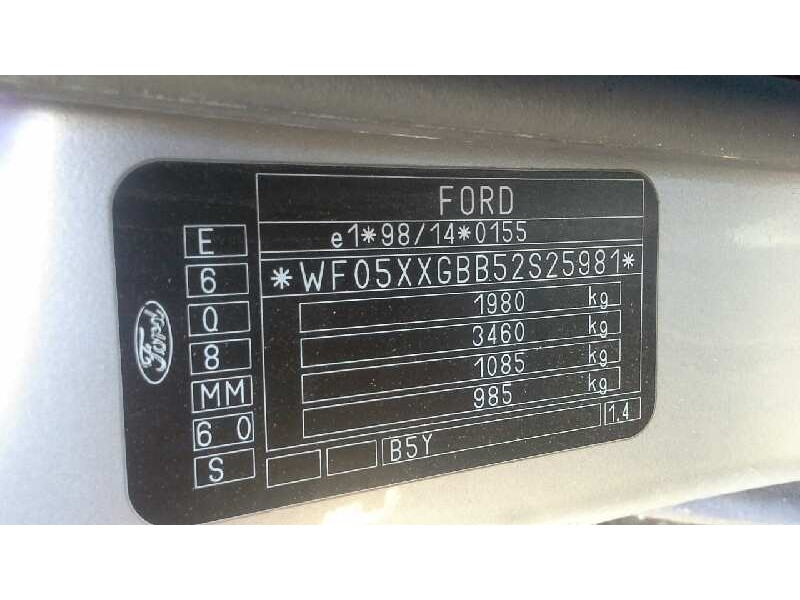 FORD
e1*98/14*0155
*WF05XXGBB52S25981*
1980 kg
3460 kg
1085 kg
985 kg
1.4
B5Y
E
6
Q
8
MM
6 0
S
Ford